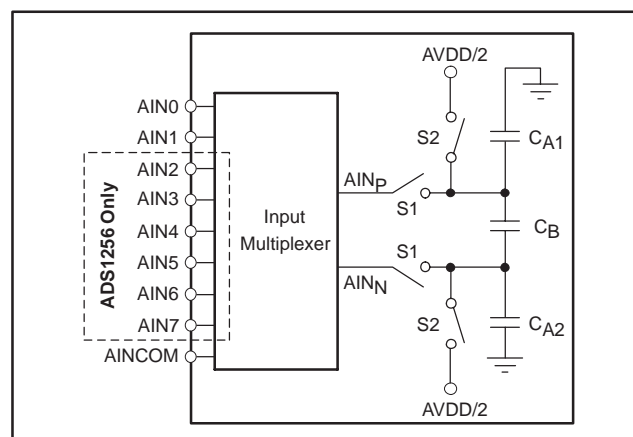 AVDD/2
AIN0
AIN1
S2
CA1
ADS1256 Only
AIN2
AIN3
AIN4
AIN5
AIN6
AIN7
AINCOM
Input
Multiplexer
AINP
S1
CB
S1
AINN
S2
CA2
AVDD/2